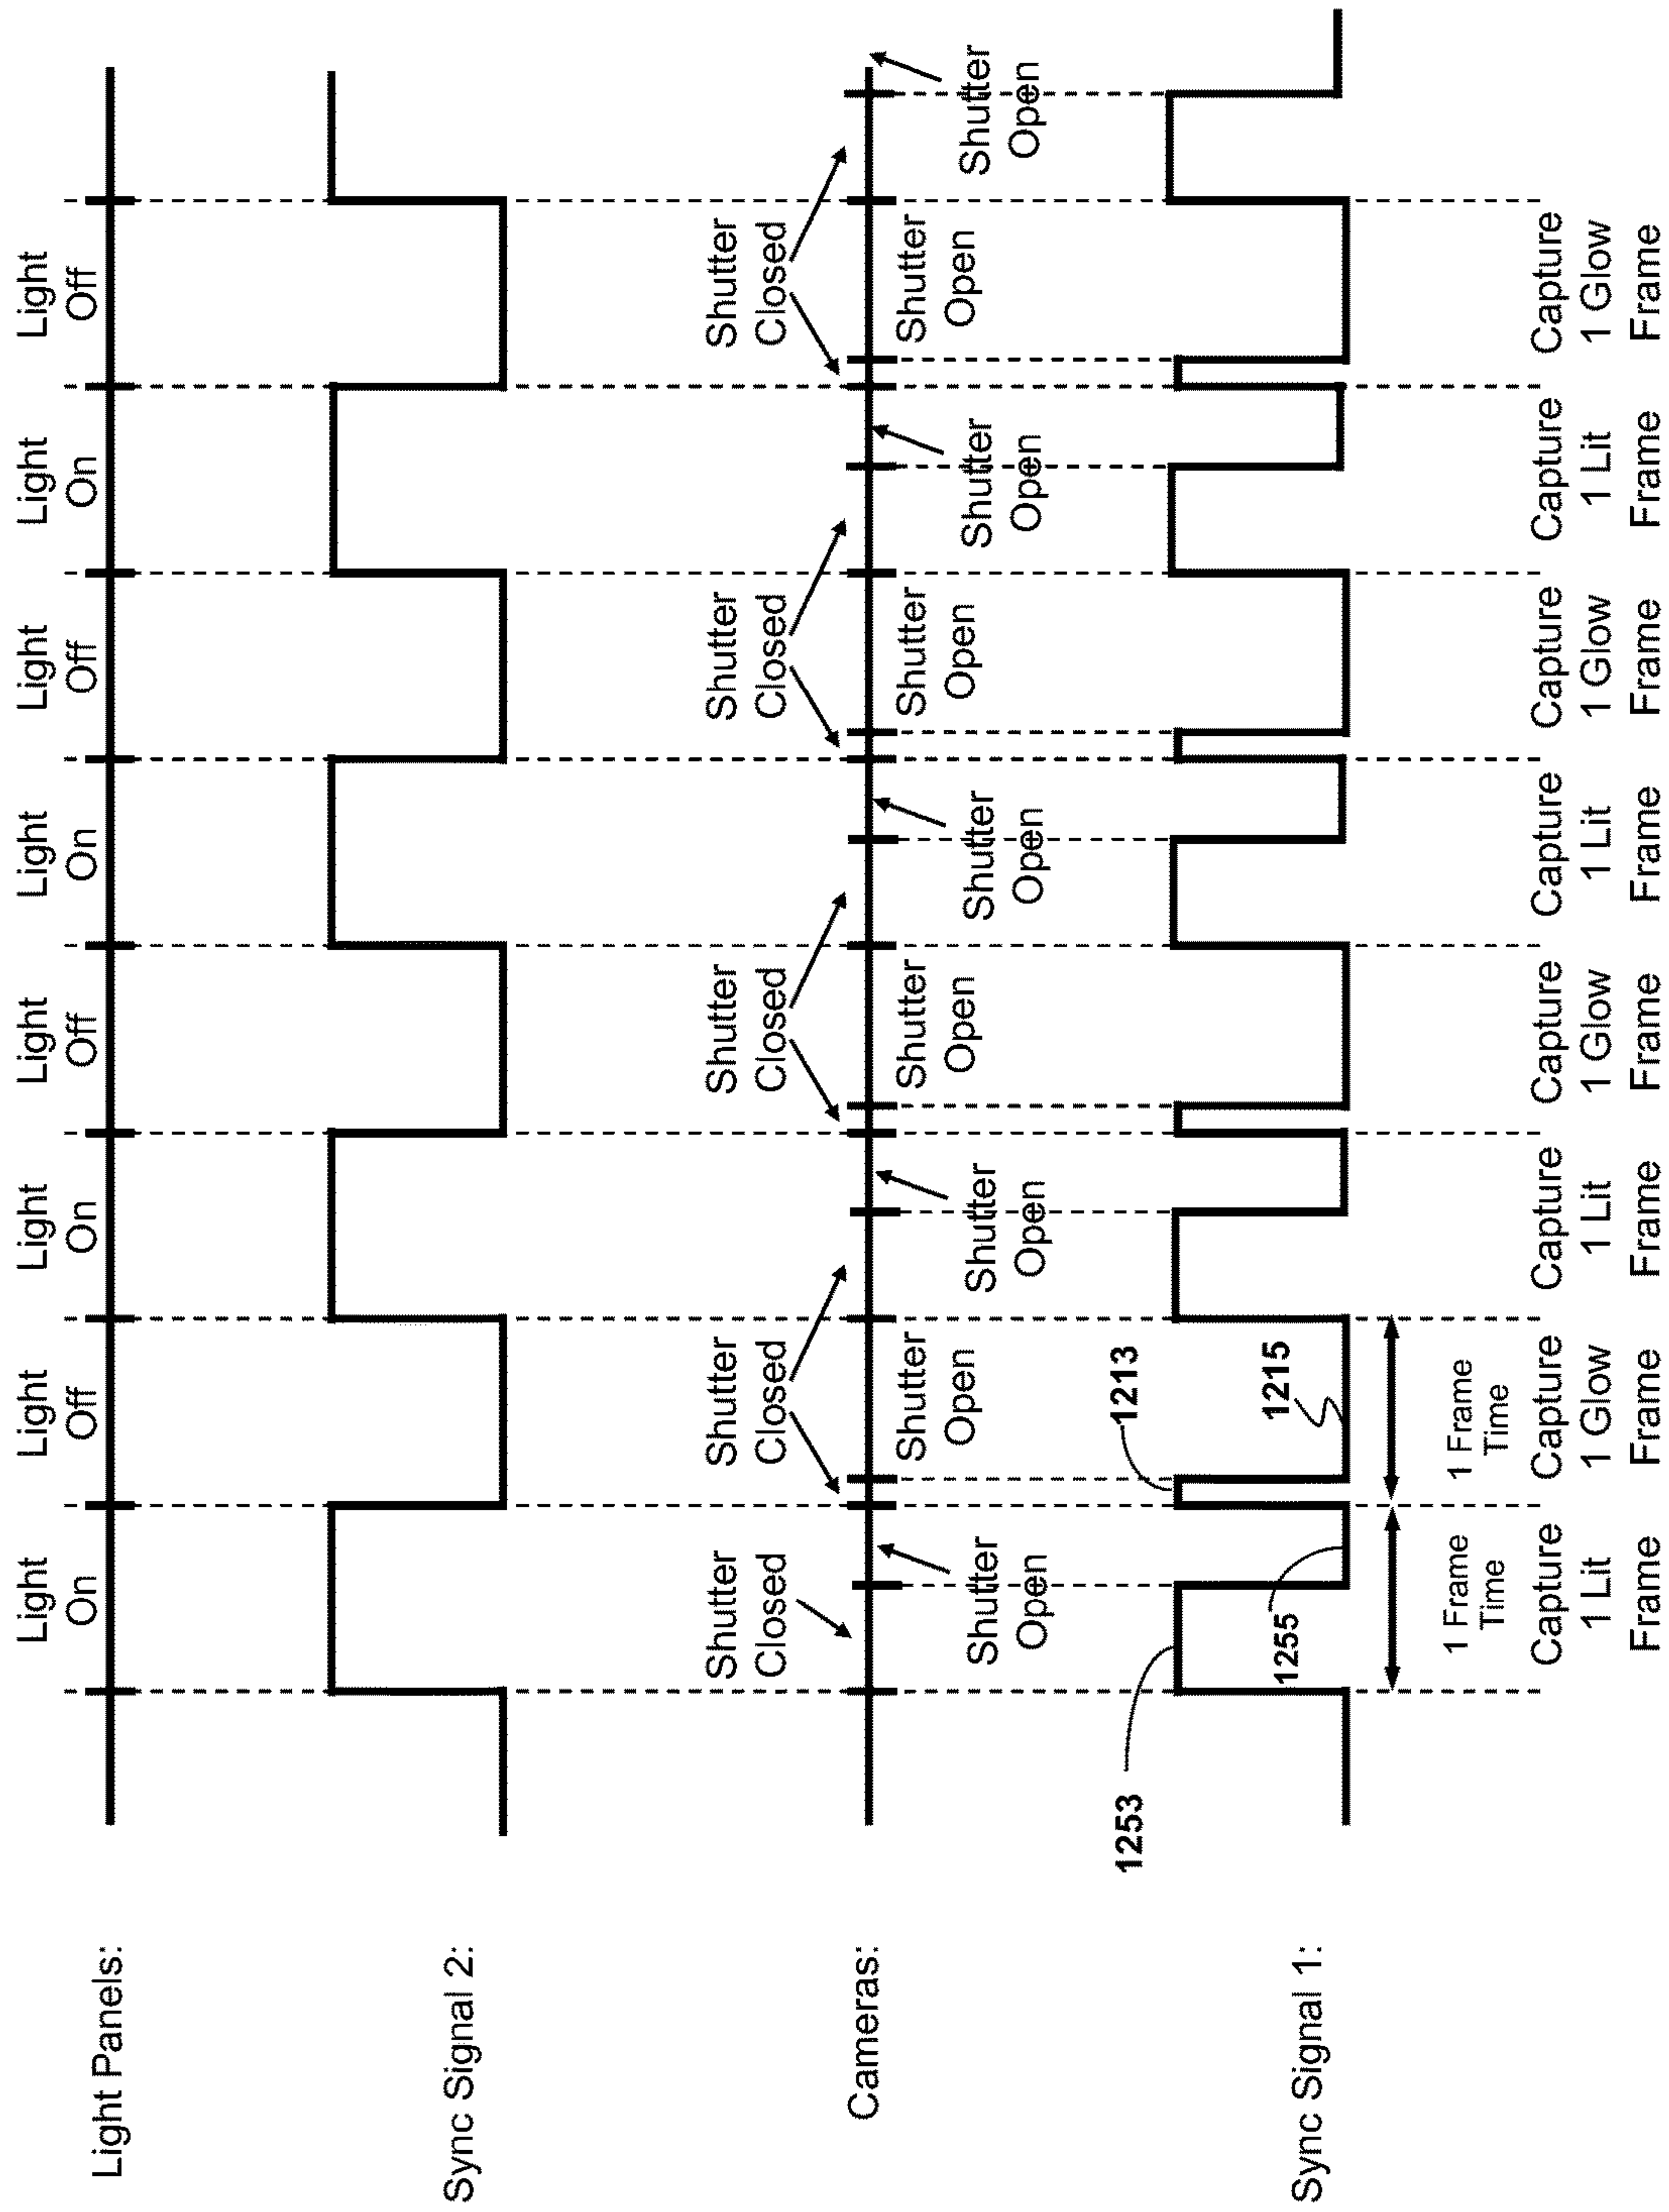 Light
On
Light
Off
Light
On
Light
Off
Light
On
Light
Off
Light
On
Light
Off
Light Panels:
Sync Signal 2:
Shutter
Closed
Shutter
Closed
Shutter
Closed
Shutter
Closed
Shutter
Closed
Cameras:
Shutter
Open
Shutter
Open
Shutter
Open
Shutter
Open
Shutter
Open
Shutter
Open
Shutter
Open
Shutter
Open
Shutter
Open
1253
1213
Sync Signal 1:
1255
1215
1 Frame
Time
1 Frame
Time
Capture
1 Lit
Frame
Capture
1 Glow
Frame
Capture
1 Lit
Frame
Capture
1 Glow
Frame
Capture
1 Lit
Frame
Capture
1 Glow
Frame
Capture
1 Lit
Frame
Capture
1 Glow
Frame